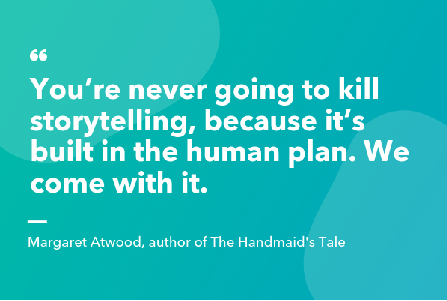 “
You’re never going to kill
storytelling, because it’s
built in the human plan. We
come with it.
Margaret Atwood, author of The Handmaid's Tale